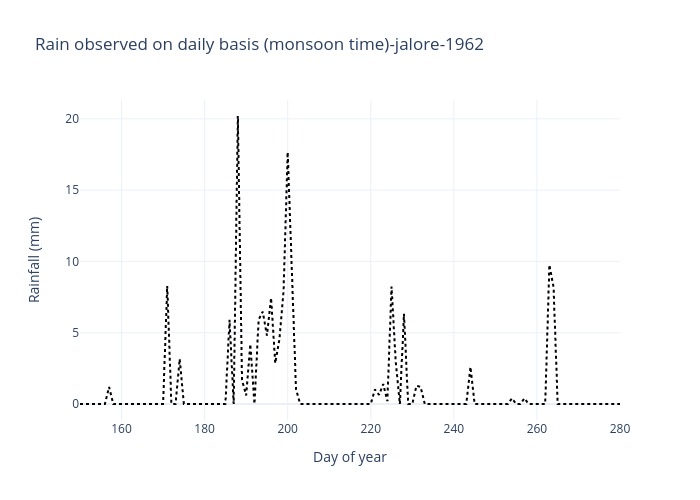 Rain observed on daily basis (monsoon time)-jalore-1962
20
15
10
5
0
Rainfall (mm)
160 180 200 220 240 260 280
Day of year